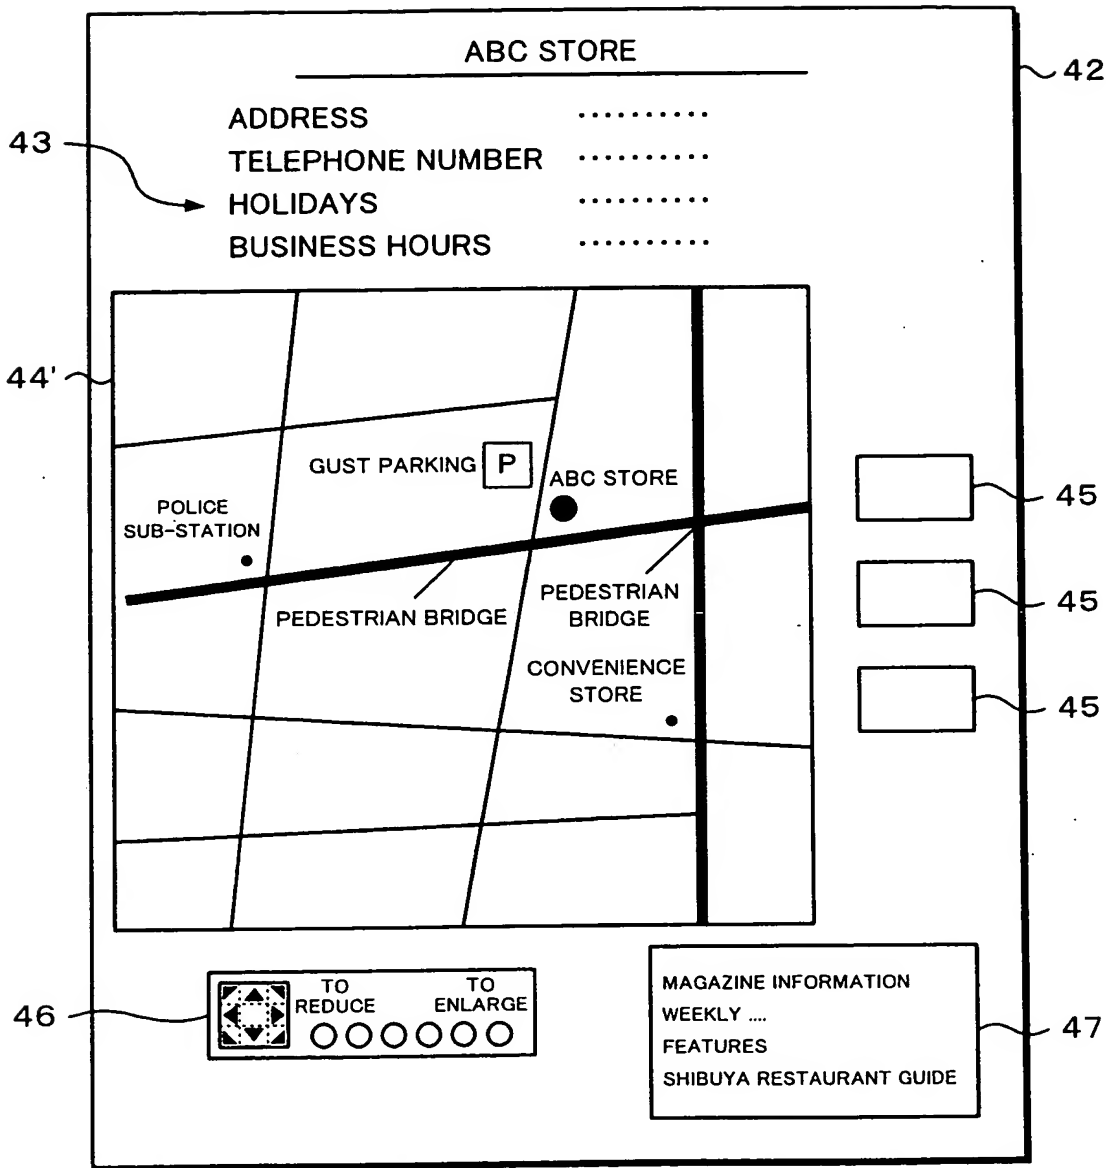 ABC STORE
42
ADDRESS ..........
43
TELEPHONE NUMBER ..........
HOLIDAYS ..........
BUSINESS HOURS ..........
44'
GUST PARKING P
ABC STORE
45
POLICE
SUB-STATION
PEDESTRIAN BRIDGE
PEDESTRIAN
BRIDGE
45
CONVENIENCE
STORE
45
46
TO
REDUCE
TO
ENLARGE
MAGAZINE INFORMATION
WEEKLY ....
FEATURES
SHIBUYA RESTAURANT GUIDE
47